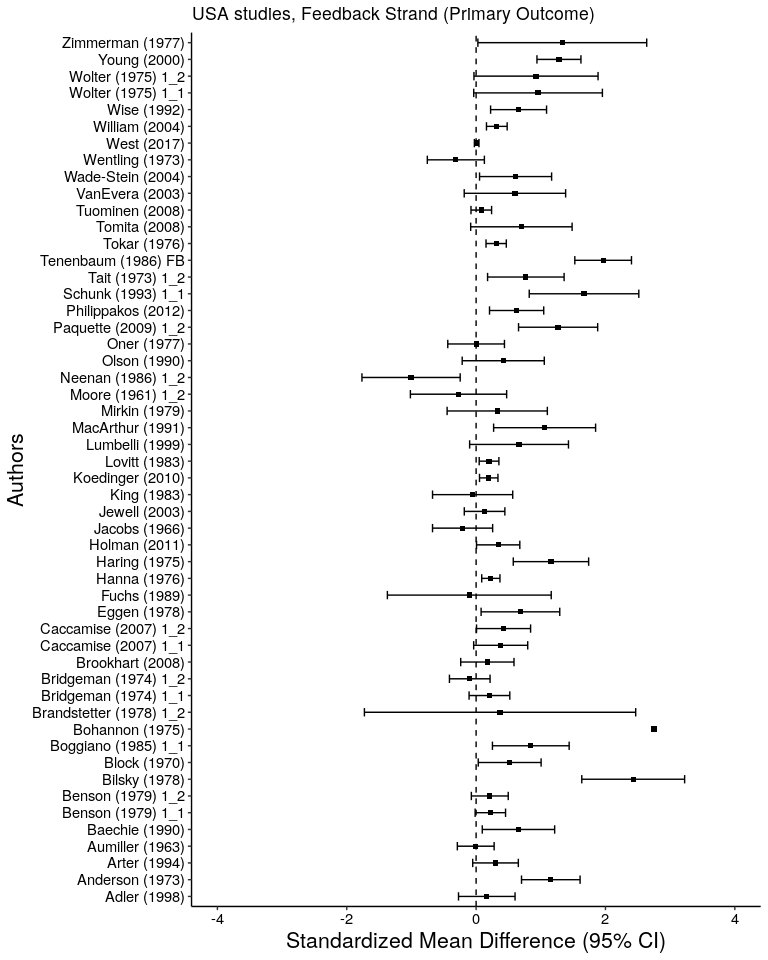 USA studies, Feedback Strand (Primary Outcome)
Zimmerman (1977)
Young (2000)
Wolter (1975) 1_2
Wolter (1975) 1_1
Wise (1992)
William (2004)
West (2017)
Wentling (1973)
Wade-Stein (2004)
VanEvera (2003)
Tuominen (2008)
Tomita (2008)
Tokar (1976)
Tenenbaum (1986) FB
Tait (1973) 1_2
Schunk (1993) 1_1
Philippakos (2012)
Paquette (2009) 1_2
Oner (1977)
Olson (1990)
Neenan (1986) 1_2
Moore (1961) 1_2
Mirkin (1979)
MacArthur (1991)
Lumbelli (1999)
Lovitt (1983)
Koedinger (2010)
King (1983)
Jewell (2003)
Jacobs (1966)
Holman (2011)
Haring (1975)
Hanna (1976)
Fuchs (1989)
Eggen (1978)
Caccamise (2007) 1_2
Caccamise (2007) 1_1
Brookhart (2008)
Bridgeman (1974) 1_2
Bridgeman (1974) 1_1
Brandstetter (1978) 1_2
Bohannon (1975)
Boggiano (1985) 1_1
Block (1970)
Bilsky (1978)
Benson (1979) 1_2
Benson (1979) 1_1
Baechie (1990)
Aumiller (1963)
Arter (1994)
Anderson (1973)
Adler (1998)
Authors
-4 -2 0 2 4
Standardized Mean Difference (95% CI)